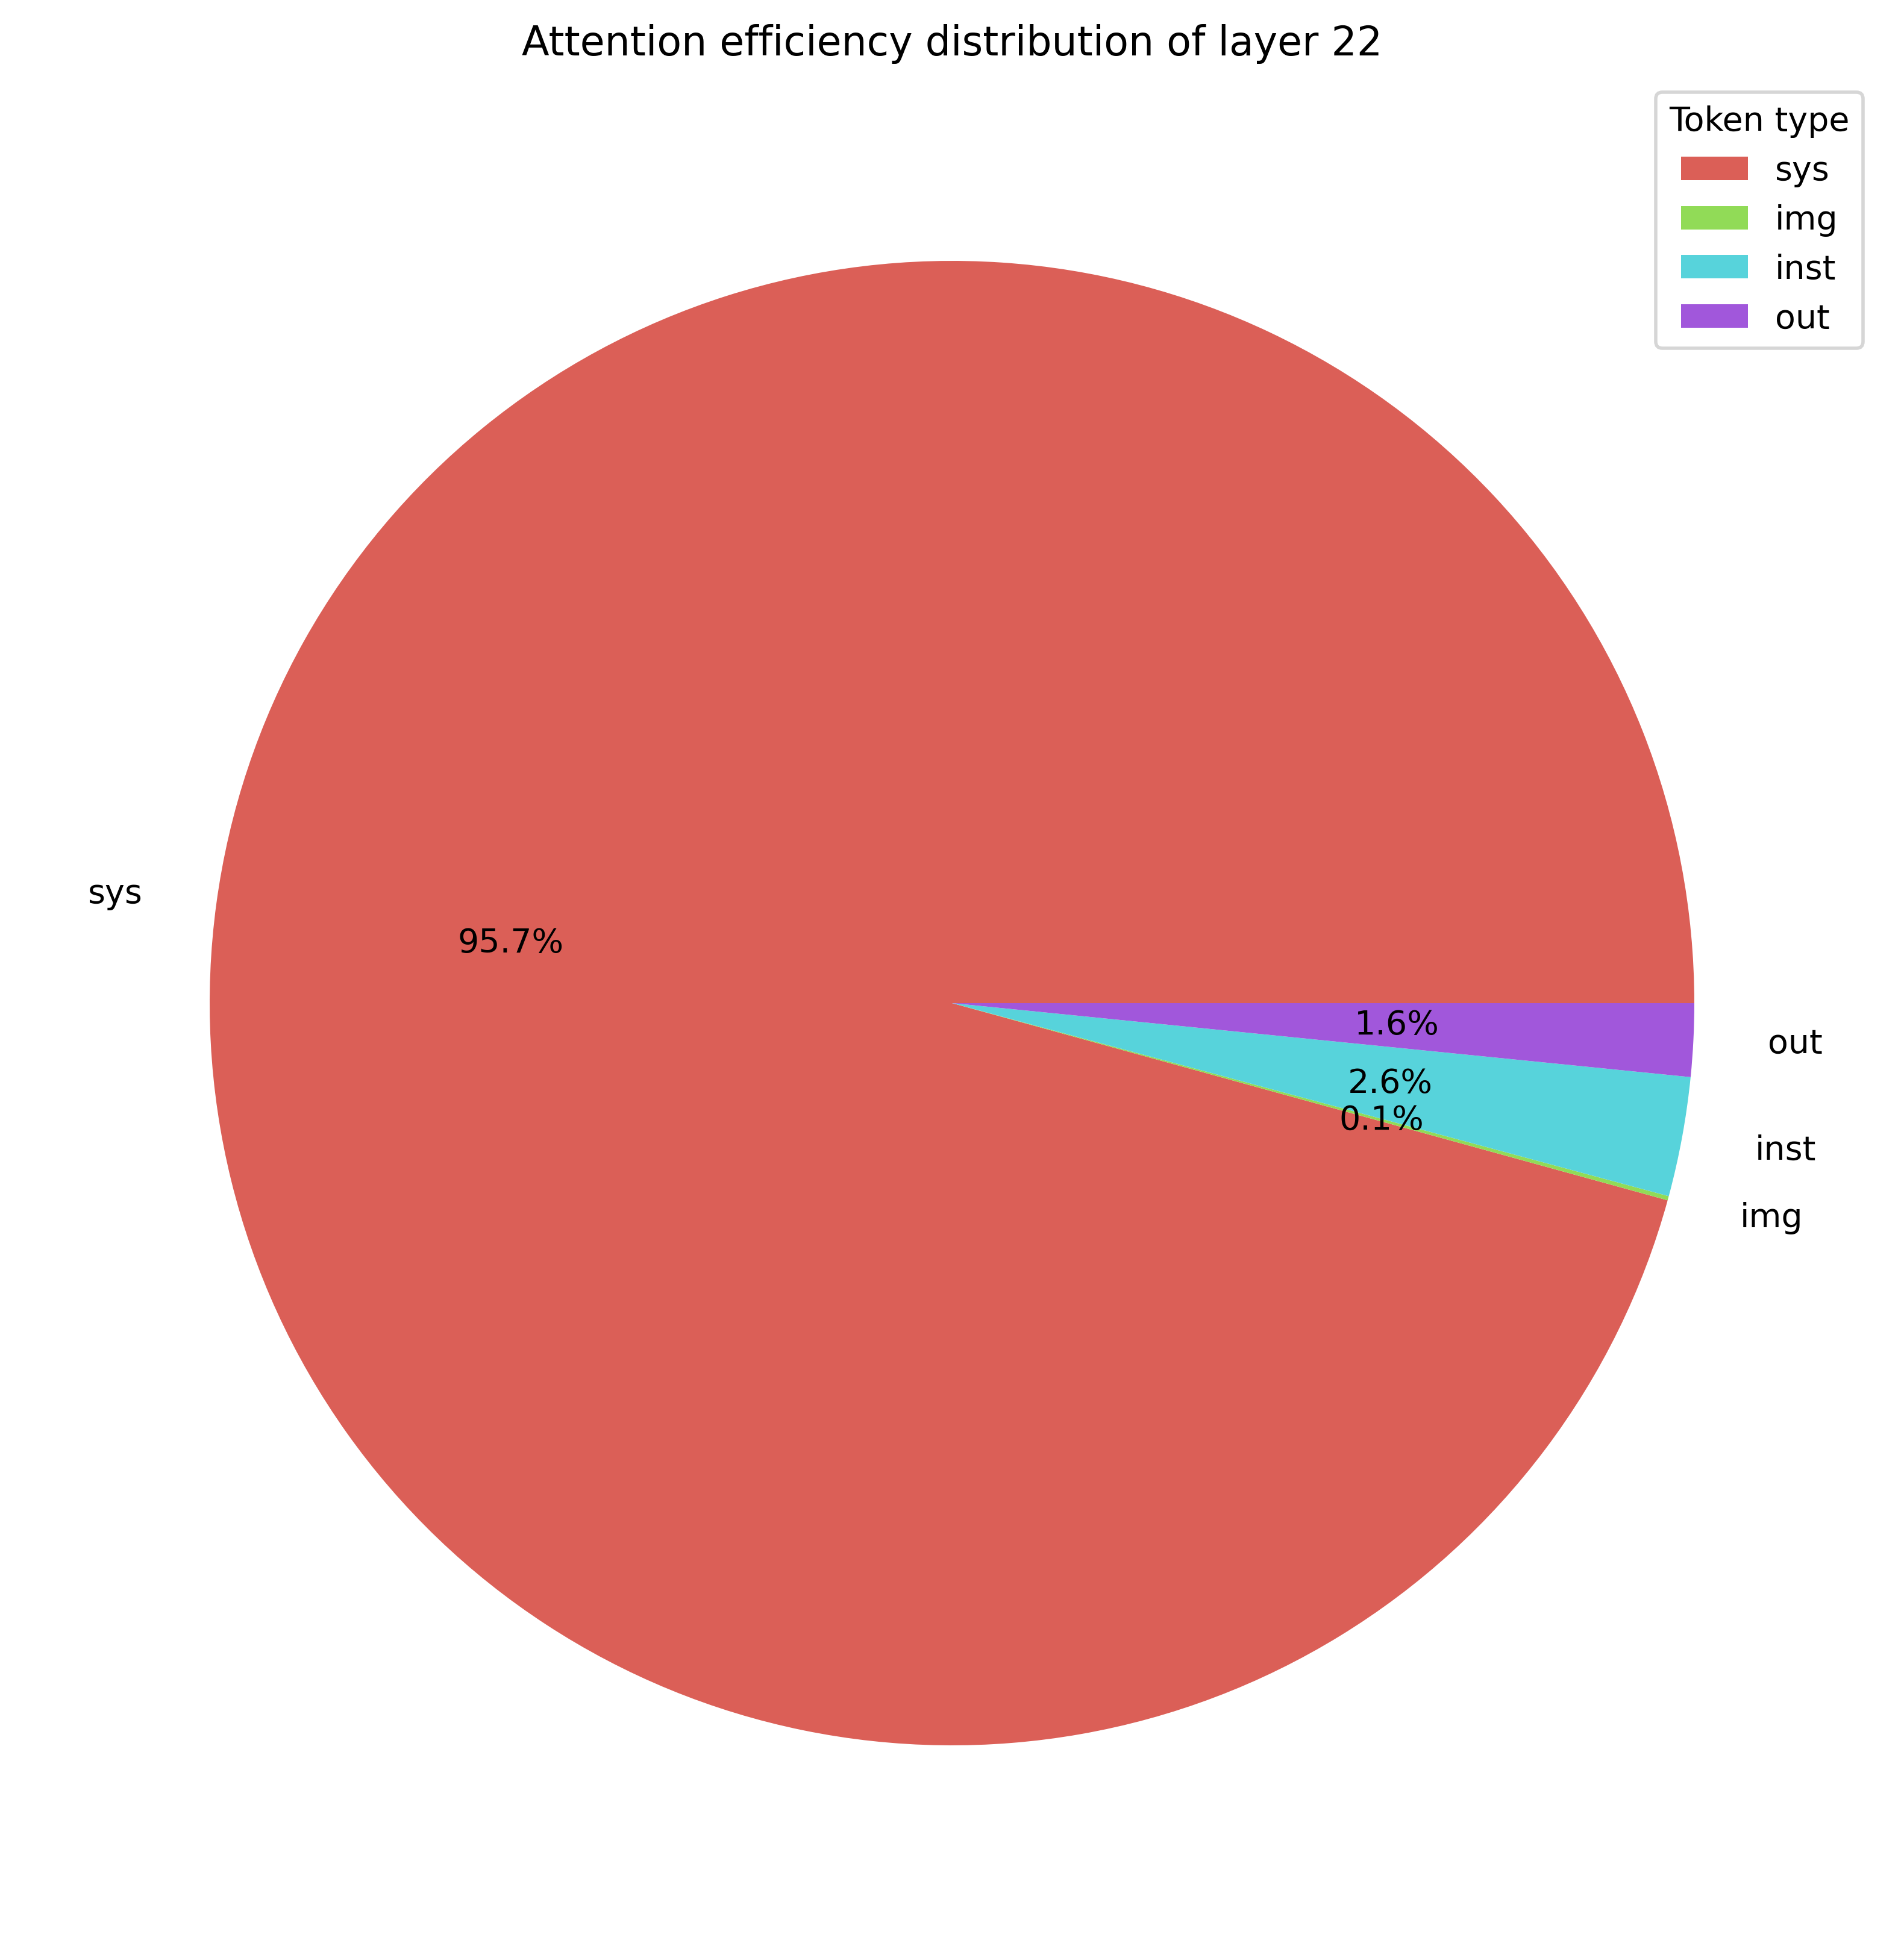 Attention efficiency distribution of layer 22
Token type
sys
img
inst
out
sys
95.7%
1.6%
out
2.6%
0.1%
inst
img